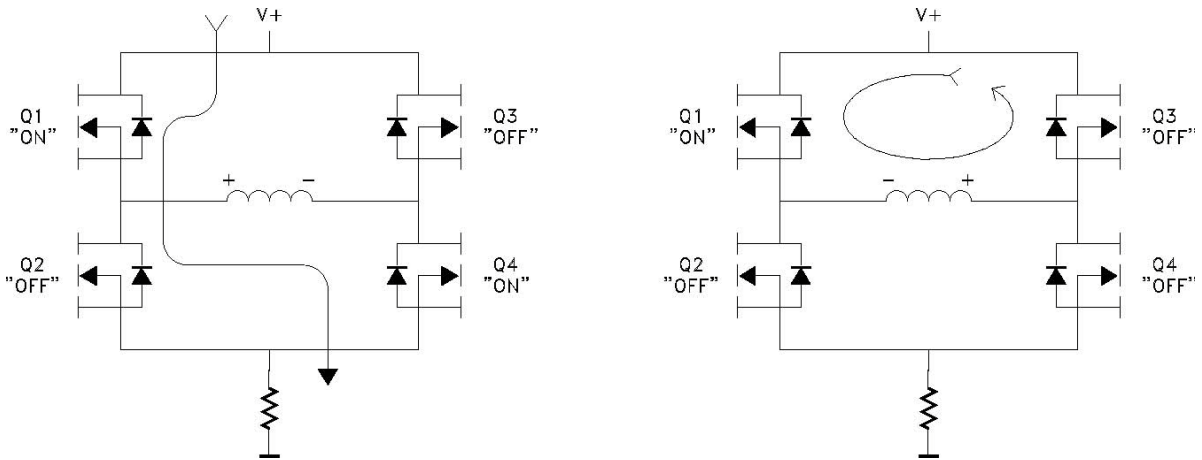 V+
Q1
"ON"
Q3
"OFF"
+ -
Q2
"OFF"
Q4
"ON"
V+
Q1
"ON"
Q3
"OFF"
- +
Q2
"OFF"
Q4
"OFF"